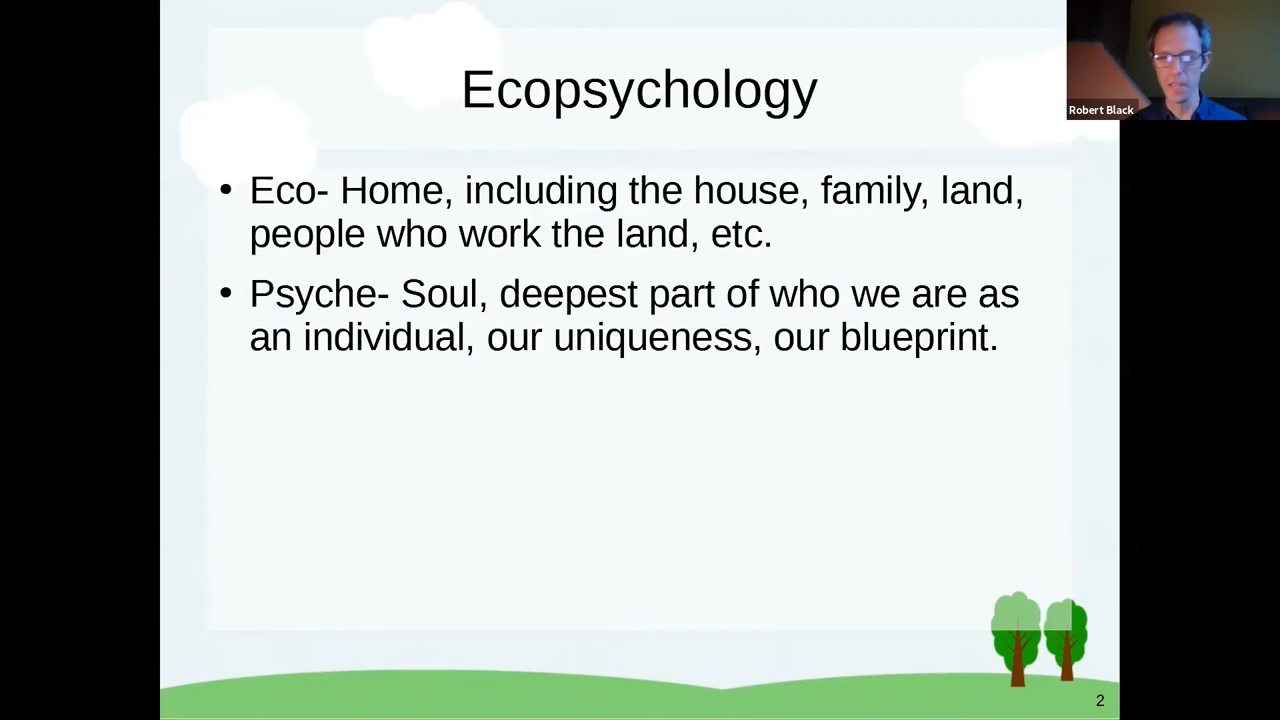 Ecopsychology
Robert Black
• Eco- Home, including the house, family, land,
people who work the land, etc.
• Psyche- Soul, deepest part of who we are as
an individual, our uniqueness, our blueprint.
2